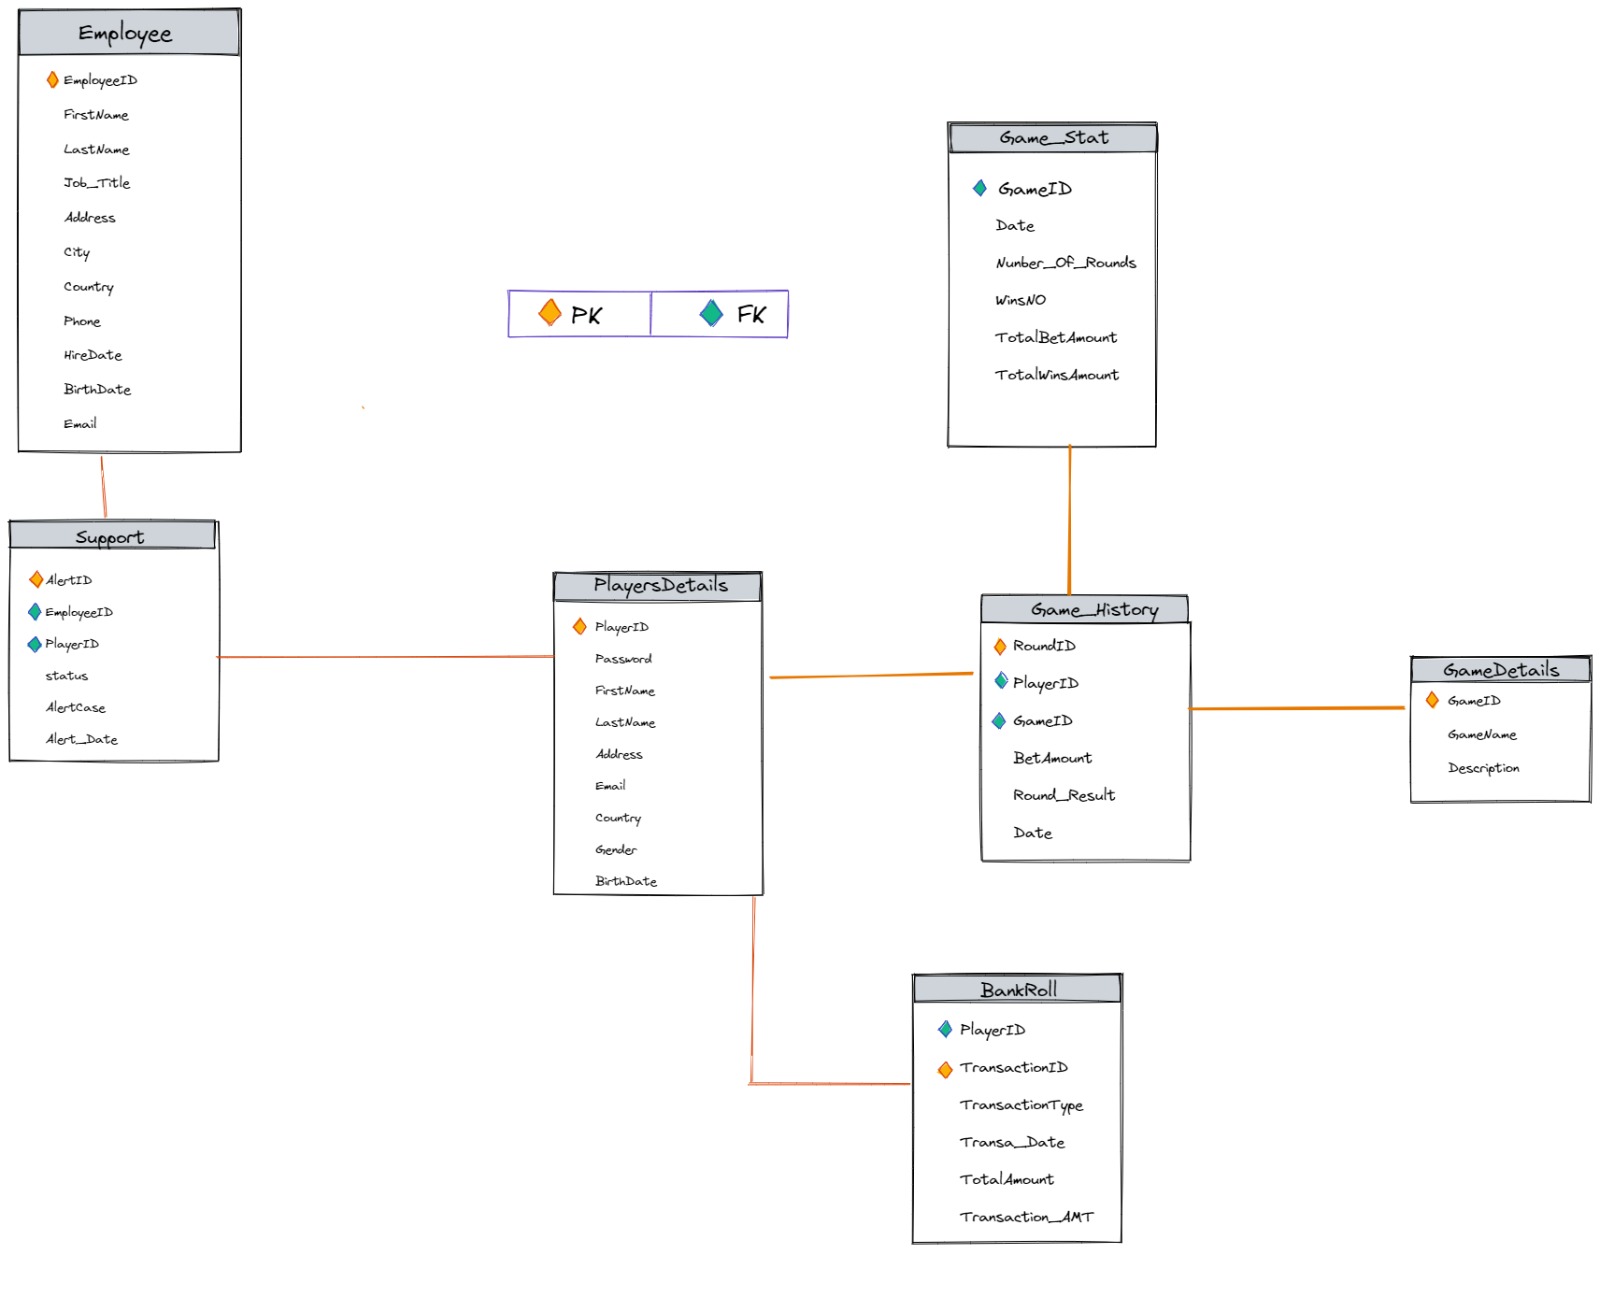 Employee
EmployeeID
FirstName
LastName
Job_Title
Address
City
Country
Phone
HireDate
BirthDate
Email
PK
FK
Game_Stat
GameID
Date
Nunber_Of_Rounds
WinsNO
TotalBetAmount
TotalWinsAmount
Support
AlertID
EmployeeID
PlayerID
status
AlertCase
Alert_Date
PlayersDetails
PlayerID
Password
FirstName
LastName
Address
Email
Country
Gender
BirthDate
Game_History
RoundID
PlayerID
GameID
BetAmount
Round_Result
Date
GameDetails
GameID
GameName
Description
BankRoll
PlayerID
TransactionID
TransactionType
Transa_Date
TotalAmount
Transaction_AMT